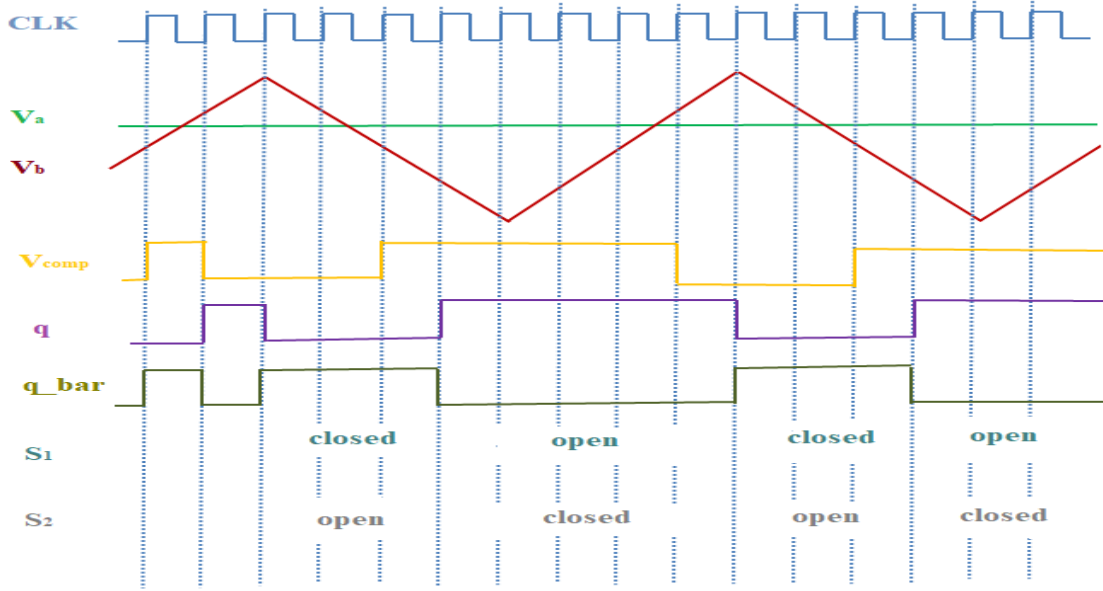 CLK
Va
Vb
Vcomp
q
q_bar
closed open closed open
S1
S2 open closed open closed